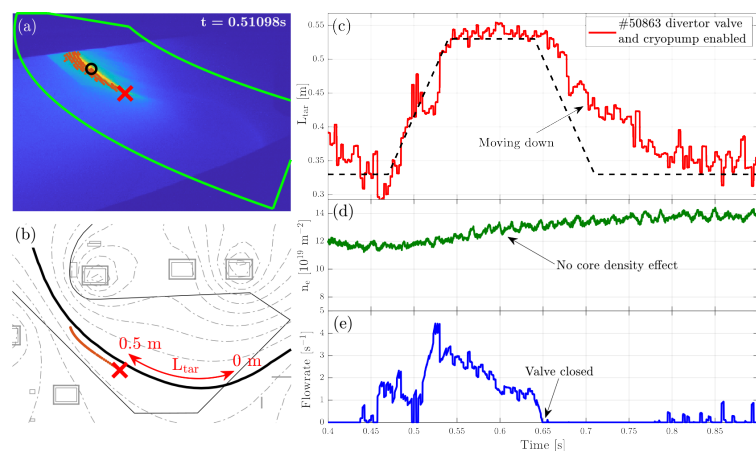 (a)
t = 0.51098s
(b)
0.5 m
L_tar
0 m
(c)
#50863 divertor valve
and cryopump enabled
L_tar [m]
0.55
0.5
0.45
0.4
0.35
0.3
Moving down
(d)
n_e [10^19 m^-2]
14
12
10
8
5
No core density effect
(e)
Flowrate [s^-1]
4
3
2
1
0
Valve closed
0.4
0.45
0.5
0.55
0.6
0.65
0.7
0.75
0.8
0.85
Time [s]